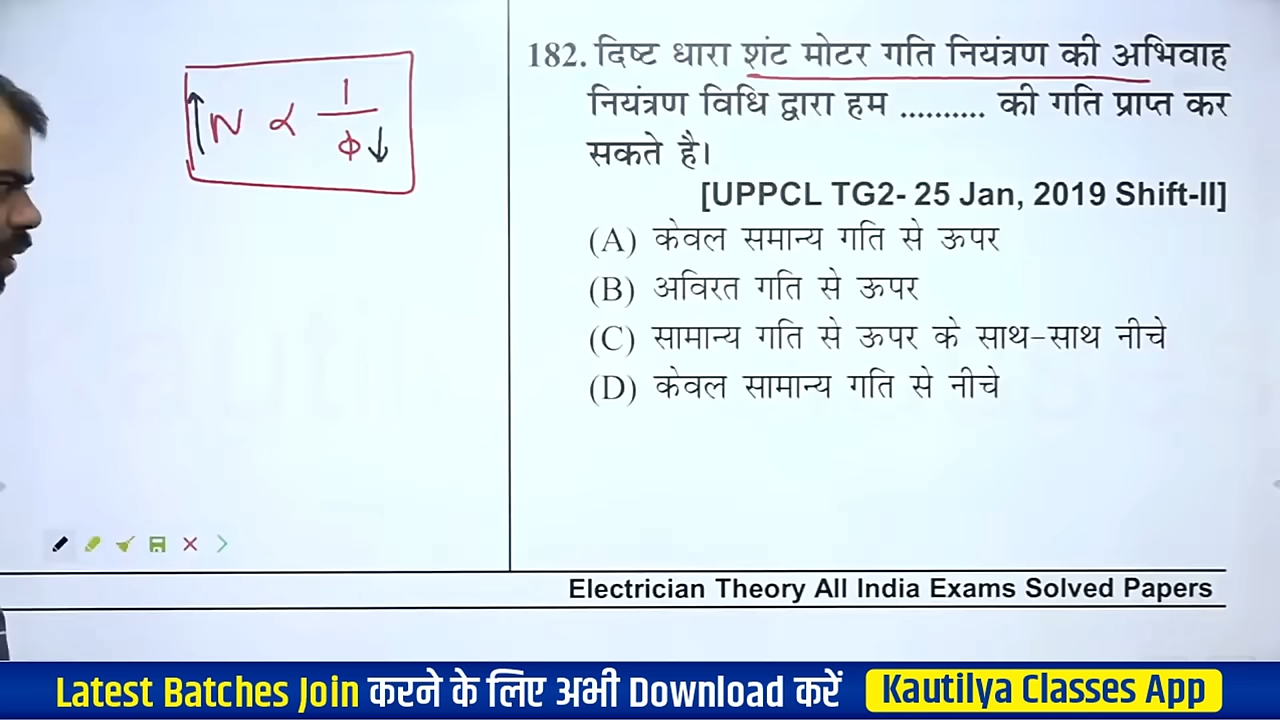 N ∝ 1/Φ
182. दिष्ट धारा शंट मोटर गति नियंत्रण की अभिवाह
नियंत्रण विधि द्वारा हम .......... की गति प्राप्त कर
सकते है।
[UPPCL TG2- 25 Jan, 2019 Shift-II]
(A) केवल समान्य गति से ऊपर
(B) अविरत गति से ऊपर
(C) सामान्य गति से ऊपर के साथ-साथ नीचे
(D) केवल सामान्य गति से नीचे
Electrician Theory All India Exams Solved Papers
Latest Batches Join करने के लिए अभी Download करें Kautilya Classes App